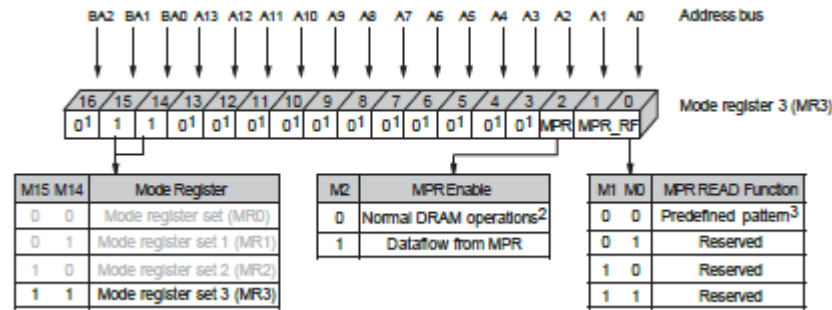 BA2 BA1 BA0 A13 A12 A11 A10 A9 A8 A7 A6 A5 A4 A3 A2 A1 A0 Address bus
16 15 14 13 12 11 10 9 8 7 6 5 4 3 2 1 0 Mode register 3 (MR3)
0¹ 1 1 0¹ 0¹ 0¹ 0¹ 0¹ 0¹ 0¹ 0¹ 0¹ 0¹ 0¹ MPR MPR_RF
M15 M14 Mode Register
0 0 Mode register set (MR0)
0 1 Mode register set 1 (MR1)
1 0 Mode register set 2 (MR2)
1 1 Mode register set 3 (MR3)
M2 MPR Enable
0 Normal DRAM operations²
1 Dataflow from MPR
M1 M0 MPR READ Function
0 0 Predefined pattern³
0 1 Reserved
1 0 Reserved
1 1 Reserved